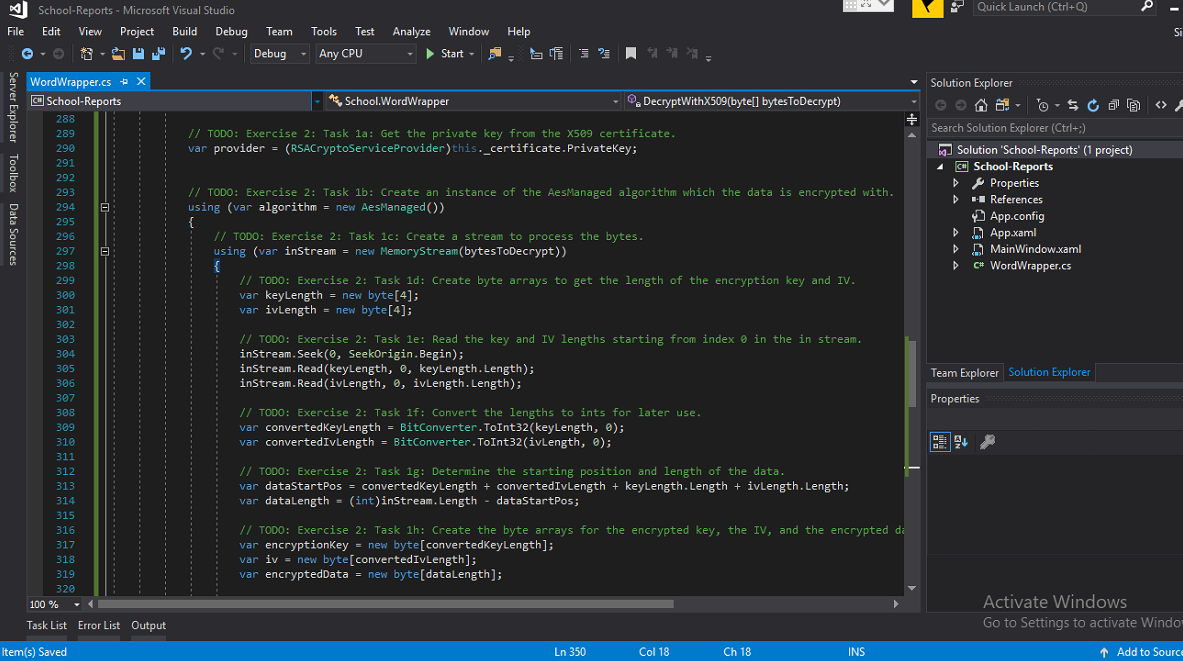 School-Reports - Microsoft Visual Studio
Quick Launch (Ctrl+Q)
File Edit View Project Build Debug Team Tools Test Analyze Window Help
Debug Any CPU Start
Server Explorer
Toolbox
Data Sources
WordWrapper.cs
School-Reports School.WordWrapper DecryptWithX509(byte[] bytesToDecrypt)
288
289 // TODO: Exercise 2: Task 1a: Get the private key from the X509 certificate.
290 var provider = (RSACryptoServiceProvider)this._certificate.PrivateKey;
291
292
293 // TODO: Exercise 2: Task 1b: Create an instance of the AesManaged algorithm which the data is encrypted with.
294 using (var algorithm = new AesManaged())
295 {
296 // TODO: Exercise 2: Task 1c: Create a stream to process the bytes.
297 using (var inStream = new MemoryStream(bytesToDecrypt))
298 {
299 // TODO: Exercise 2: Task 1d: Create byte arrays to get the length of the encryption key and IV.
300 var keyLength = new byte[4];
301 var ivLength = new byte[4];
302
303 // TODO: Exercise 2: Task 1e: Read the key and IV lengths starting from index 0 in the in stream.
304 inStream.Seek(0, SeekOrigin.Begin);
305 inStream.Read(keyLength, 0, keyLength.Length);
306 inStream.Read(ivLength, 0, ivLength.Length);
307
308 // TODO: Exercise 2: Task 1f: Convert the lengths to ints for later use.
309 var convertedKeyLength = BitConverter.ToInt32(keyLength, 0);
310 var convertedIvLength = BitConverter.ToInt32(ivLength, 0);
311
312 // TODO: Exercise 2: Task 1g: Determine the starting position and length of the data.
313 var dataStartPos = convertedKeyLength + convertedIvLength + keyLength.Length + ivLength.Length;
314 var dataLength = (int)inStream.Length - dataStartPos;
315
316 // TODO: Exercise 2: Task 1h: Create the byte arrays for the encrypted key, the IV, and the encrypted da
317 var encryptionKey = new byte[convertedKeyLength];
318 var iv = new byte[convertedIvLength];
319 var encryptedData = new byte[dataLength];
320
100 %
Task List Error List Output
Solution Explorer
Search Solution Explorer (Ctrl+;)
Solution 'School-Reports' (1 project)
C# School-Reports
Properties
References
App.config
App.xaml
MainWindow.xaml
C# WordWrapper.cs
Team Explorer Solution Explorer
Properties
Activate Windows
Go to Settings to activate Windo
Item(s) Saved Ln 350 Col 18 Ch 18 INS Add to Source